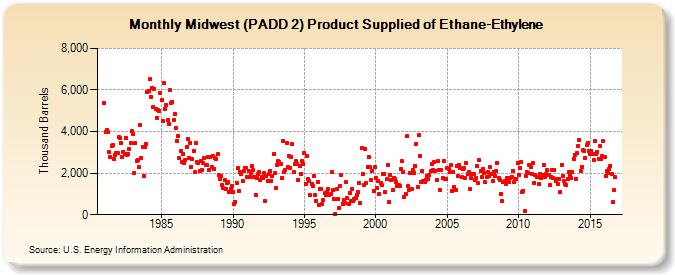 Monthly Midwest (PADD 2) Product Supplied of Ethane-Ethylene
Thousand Barrels
8,000
6,000
4,000
2,000
0
1985 1990 1995 2000 2005 2010 2015
Source: U.S. Energy Information Administration